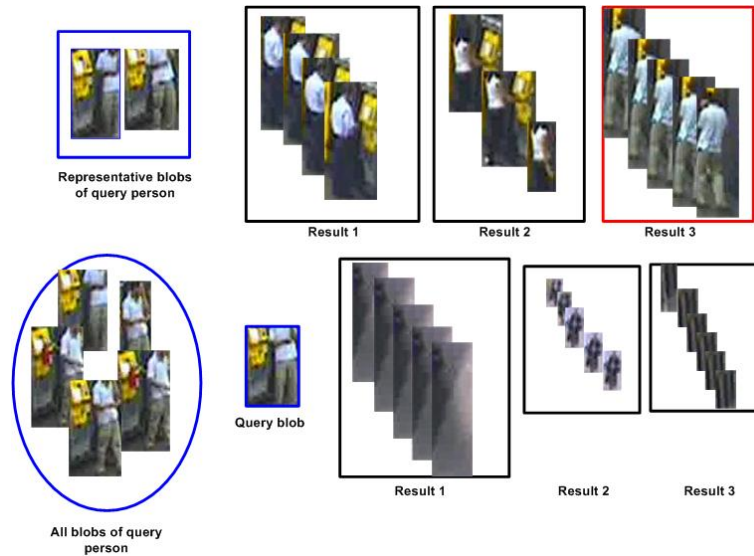 Representative blobs
of query person
Result 1
Result 2
Result 3
Query blob
Result 1
Result 2
Result 3
All blobs of query
person